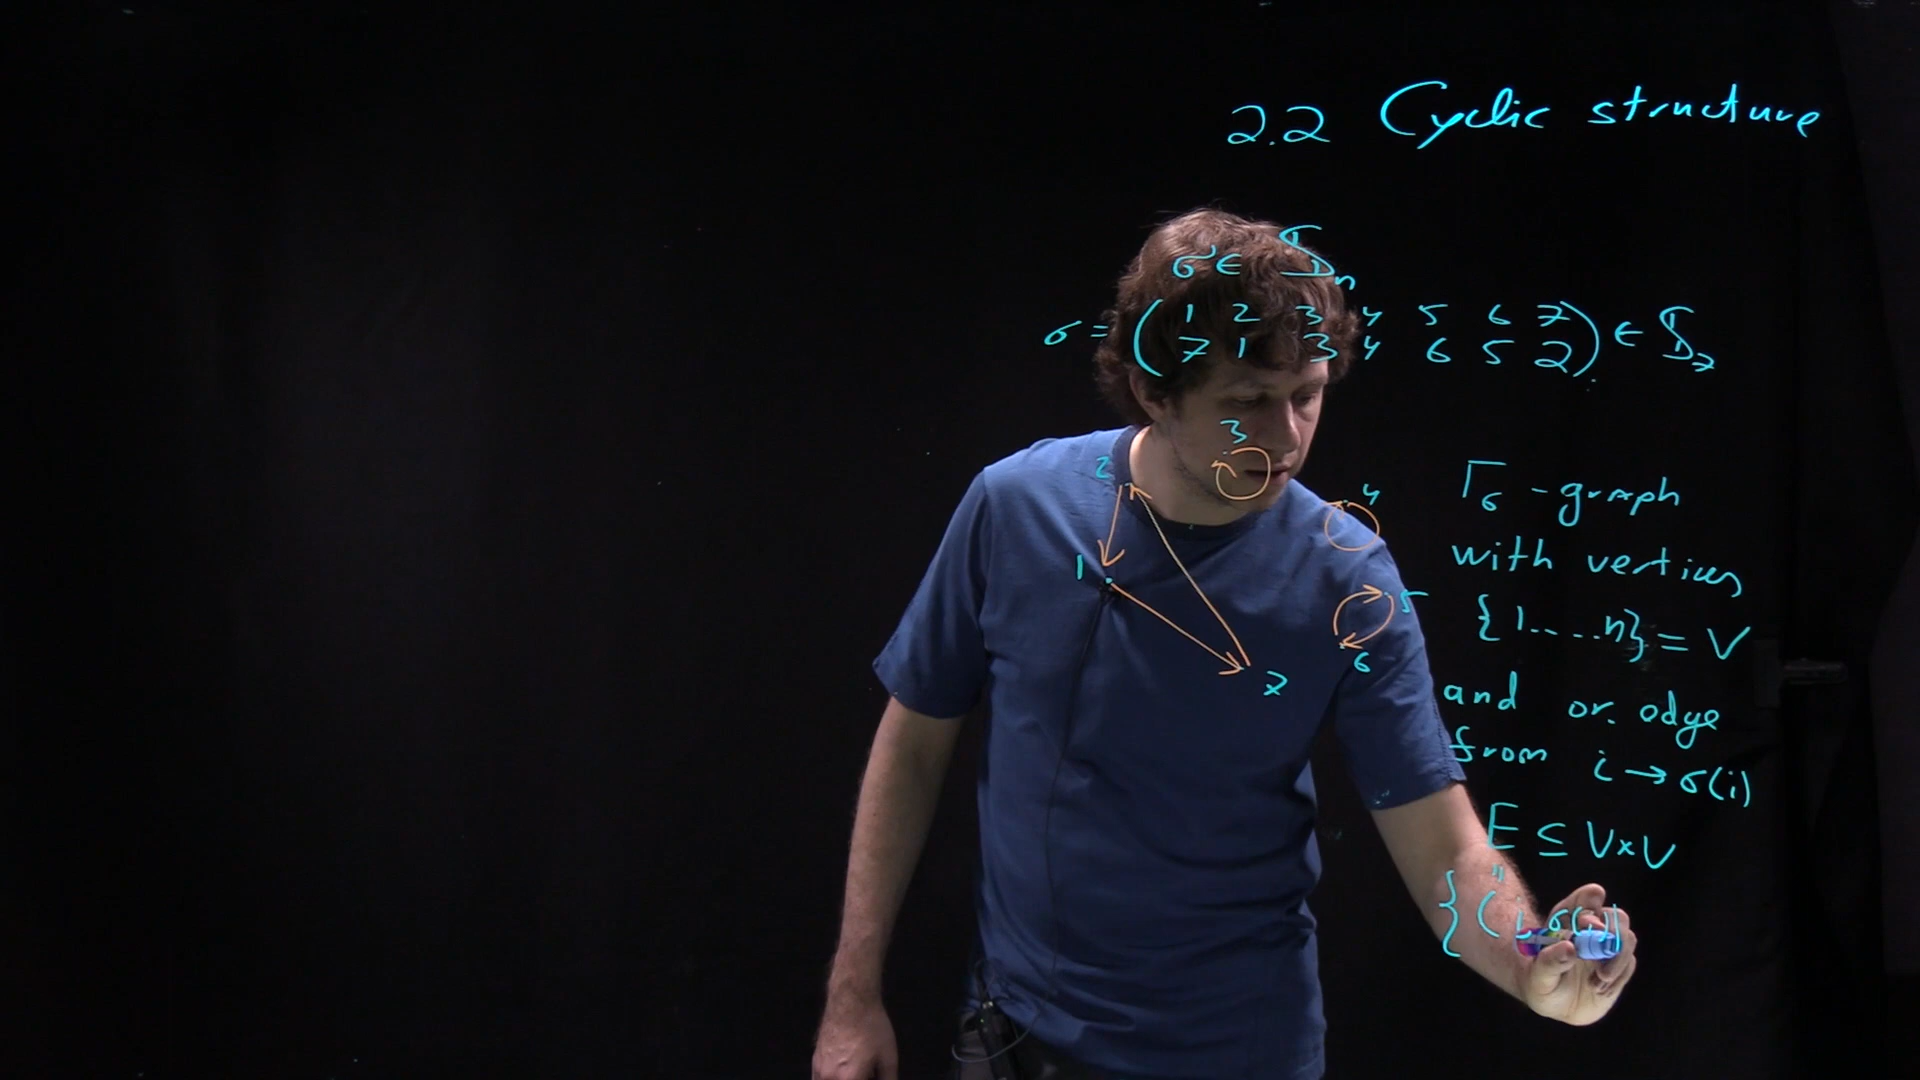 2.2 Cyclic structure
σ ∈ 𝕊n
σ = ( 1 2 3 4 5 6 7
7 1 3 4 6 5 2 ) ∈ 𝕊7
3
2
4
1
5
6
7
Γσ - graph
with vertices
{1.....n} = V
and or. edge
from i → σ(i)
E ⊆ V×V
"
{ ( i, σ(i)